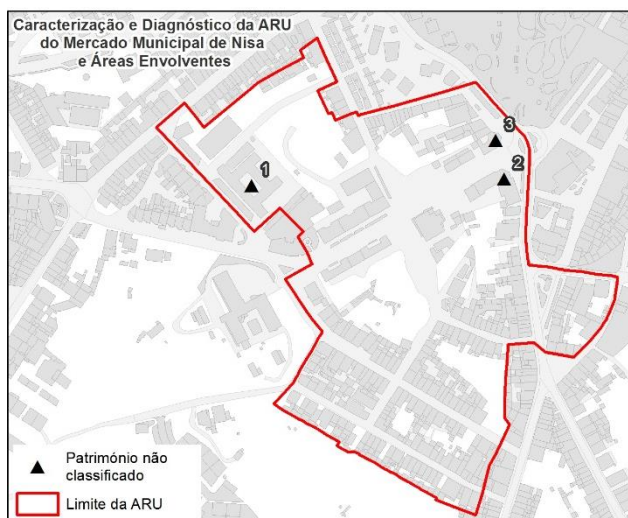 Caracterização e Diagnóstico da ARU
do Mercado Municipal de Nisa
e Áreas Envolventes
3
2
1
Património não
classificado
Limite da ARU